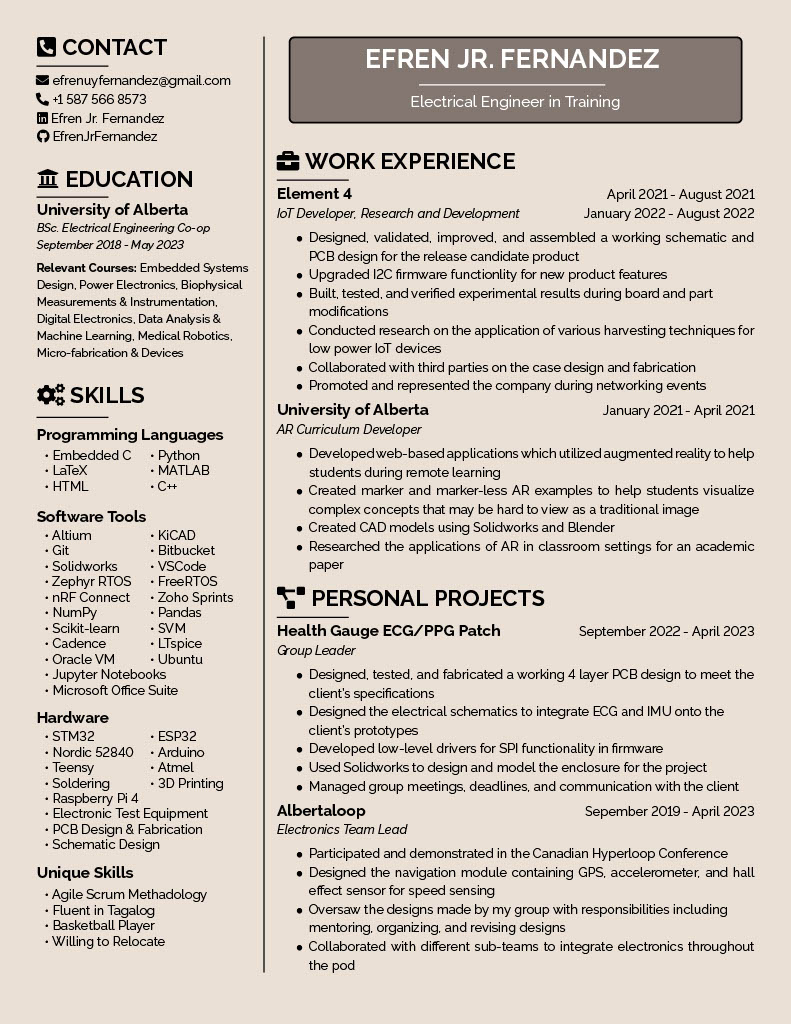 CONTACT
efrenuyfernandez@gmail.com
+1 587 566 8573
Efren Jr. Fernandez
EfrenJrFernandez
EDUCATION
University of Alberta
BSc. Electrical Engineering Co-op
September 2018 - May 2023
Relevant Courses: Embedded Systems
Design, Power Electronics, Biophysical
Measurements & Instrumentation,
Digital Electronics, Data Analysis &
Machine Learning, Medical Robotics,
Micro-fabrication & Devices
SKILLS
Programming Languages
• Embedded C • Python
• LaTeX • MATLAB
• HTML • C++
Software Tools
• Altium • KiCAD
• Git • Bitbucket
• Solidworks • VSCode
• Zephyr RTOS • FreeRTOS
• nRF Connect • Zoho Sprints
• NumPy • Pandas
• Scikit-learn • SVM
• Cadence • LTspice
• Oracle VM • Ubuntu
• Jupyter Notebooks
• Microsoft Office Suite
Hardware
• STM32 • ESP32
• Nordic 52840 • Arduino
• Teensy • Atmel
• Soldering • 3D Printing
• Raspberry Pi 4
• Electronic Test Equipment
• PCB Design & Fabrication
• Schematic Design
Unique Skills
• Agile Scrum Methadology
• Fluent in Tagalog
• Basketball Player
• Willing to Relocate
EFREN JR. FERNANDEZ
Electrical Engineer in Training
WORK EXPERIENCE
Element 4 April 2021 - August 2021
IoT Developer, Research and Development January 2022 - August 2022
• Designed, validated, improved, and assembled a working schematic and
PCB design for the release candidate product
• Upgraded I2C firmware functionlity for new product features
• Built, tested, and verified experimental results during board and part
modifications
• Conducted research on the application of various harvesting techniques for
low power IoT devices
• Collaborated with third parties on the case design and fabrication
• Promoted and represented the company during networking events
University of Alberta January 2021 - April 2021
AR Curriculum Developer
• Developed web-based applications which utilized augmented reality to help
students during remote learning
• Created marker and marker-less AR examples to help students visualize
complex concepts that may be hard to view as a traditional image
• Created CAD models using Solidworks and Blender
• Researched the applications of AR in classroom settings for an academic
paper
PERSONAL PROJECTS
Health Gauge ECG/PPG Patch September 2022 - April 2023
Group Leader
• Designed, tested, and fabricated a working 4 layer PCB design to meet the
client's specifications
• Designed the electrical schematics to integrate ECG and IMU onto the
client's prototypes
• Developed low-level drivers for SPI functionality in firmware
• Used Solidworks to design and model the enclosure for the project
• Managed group meetings, deadlines, and communication with the client
Albertaloop Sepember 2019 - April 2023
Electronics Team Lead
• Participated and demonstrated in the Canadian Hyperloop Conference
• Designed the navigation module containing GPS, accelerometer, and hall
effect sensor for speed sensing
• Oversaw the designs made by my group with responsibilities including
mentoring, organizing, and revising designs
• Collaborated with different sub-teams to integrate electronics throughout
the pod